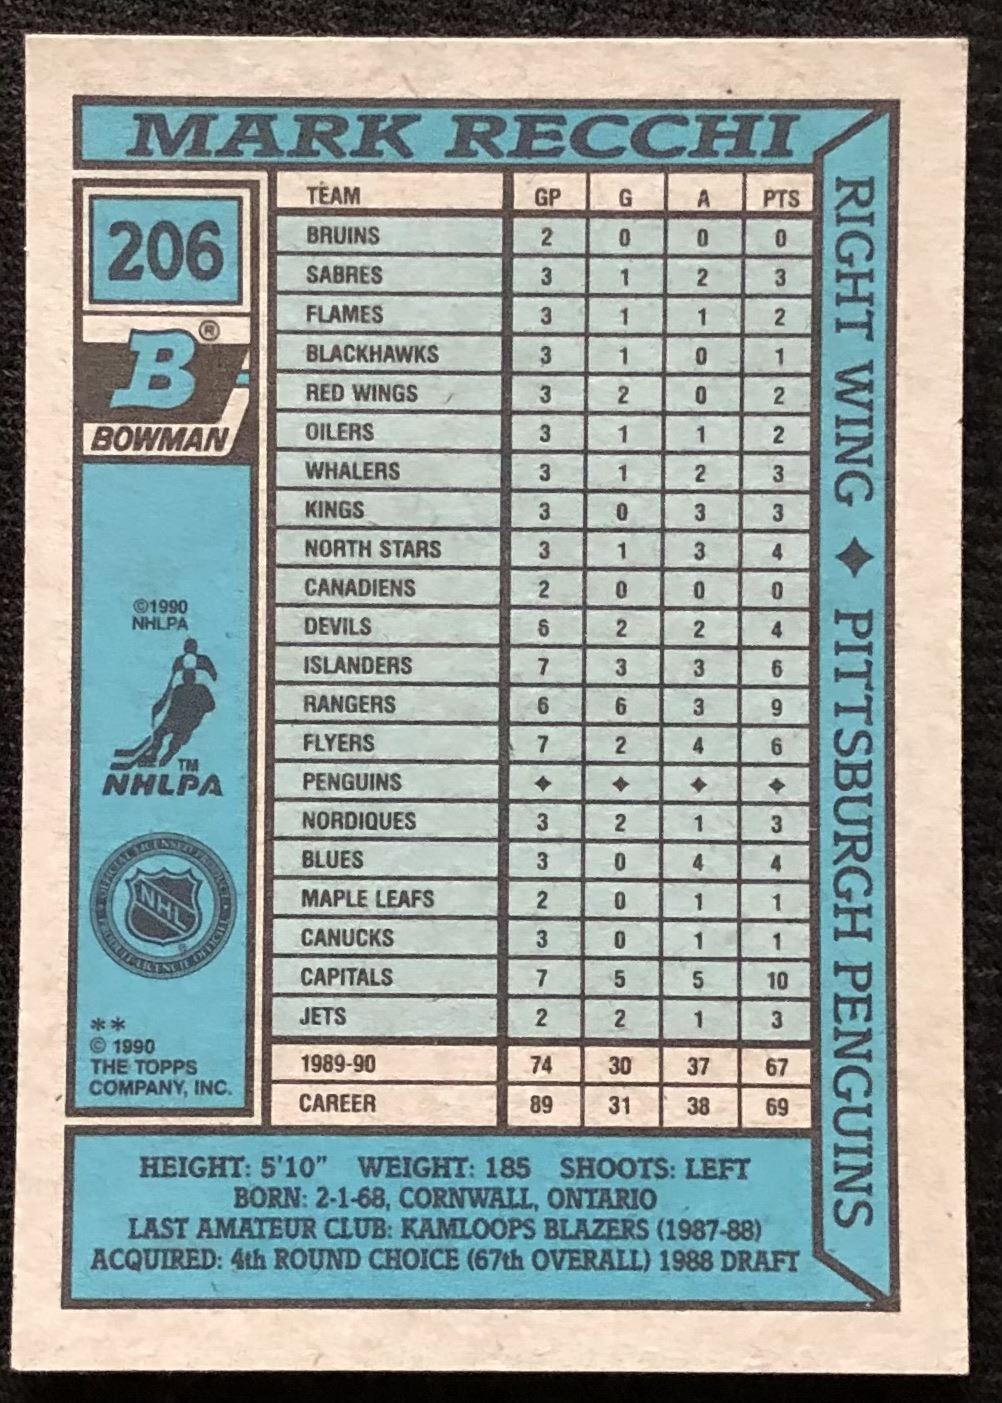 MARK RECCHI
RIGHT WING ✦ PITTSBURGH PENGUINS
206
B®
BOWMAN
©1990
NHLPA
TM
NHLPA
NHL
**
© 1990
THE TOPPS
COMPANY, INC.
TEAM GP G A PTS
BRUINS 2 0 0 0
SABRES 3 1 2 3
FLAMES 3 1 1 2
BLACKHAWKS 3 1 0 1
RED WINGS 3 2 0 2
OILERS 3 1 1 2
WHALERS 3 1 2 3
KINGS 3 0 3 3
NORTH STARS 3 1 3 4
CANADIENS 2 0 0 0
DEVILS 6 2 2 4
ISLANDERS 7 3 3 6
RANGERS 6 6 3 9
FLYERS 7 2 4 6
PENGUINS ✦ ✦ ✦ ✦
NORDIQUES 3 2 1 3
BLUES 3 0 4 4
MAPLE LEAFS 2 0 1 1
CANUCKS 3 0 1 1
CAPITALS 7 5 5 10
JETS 2 2 1 3
1989-90 74 30 37 67
CAREER 89 31 38 69
HEIGHT: 5'10" WEIGHT: 185 SHOOTS: LEFT
BORN: 2-1-68, CORNWALL, ONTARIO
LAST AMATEUR CLUB: KAMLOOPS BLAZERS (1987-88)
ACQUIRED: 4th ROUND CHOICE (67th OVERALL) 1988 DRAFT